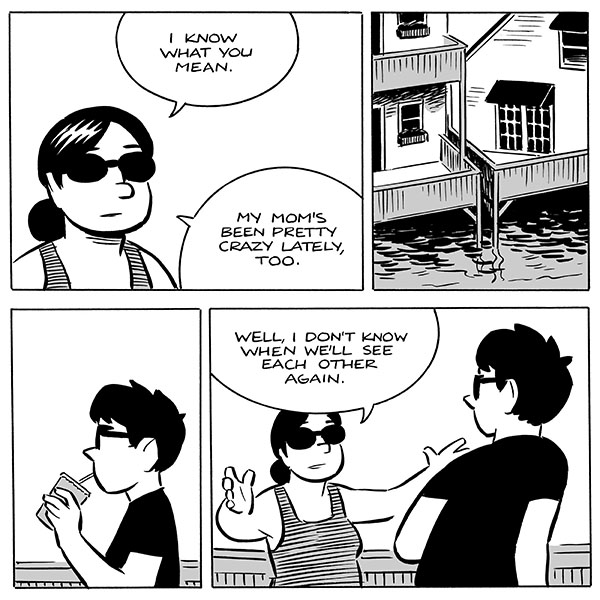 I KNOW
WHAT YOU
MEAN.
MY MOM'S
BEEN PRETTY
CRAZY LATELY,
TOO.
WELL, I DON'T KNOW
WHEN WE'LL SEE
EACH OTHER
AGAIN.